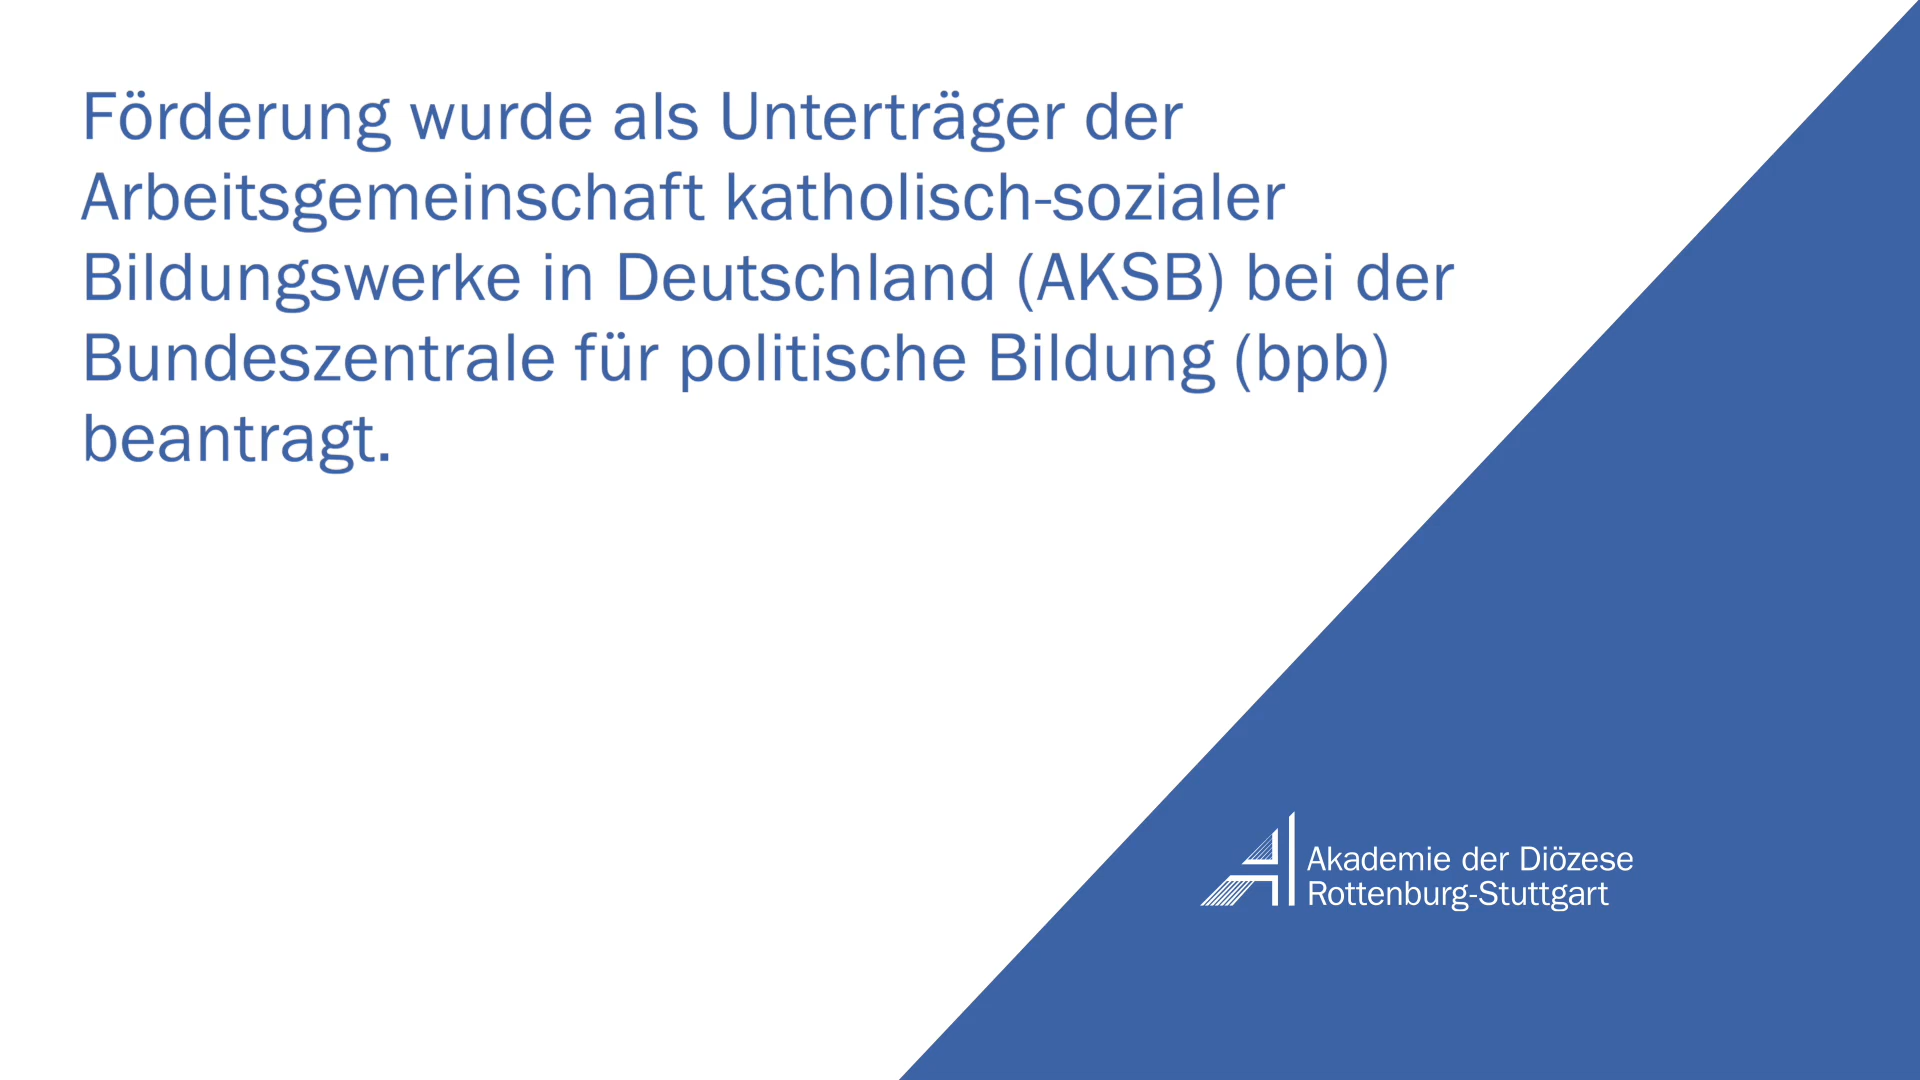 Förderung wurde als Unterträger der
Arbeitsgemeinschaft katholisch-sozialer
Bildungswerke in Deutschland (AKSB) bei der
Bundeszentrale für politische Bildung (bpb)
beantragt.
Akademie der Diözese
Rottenburg-Stuttgart